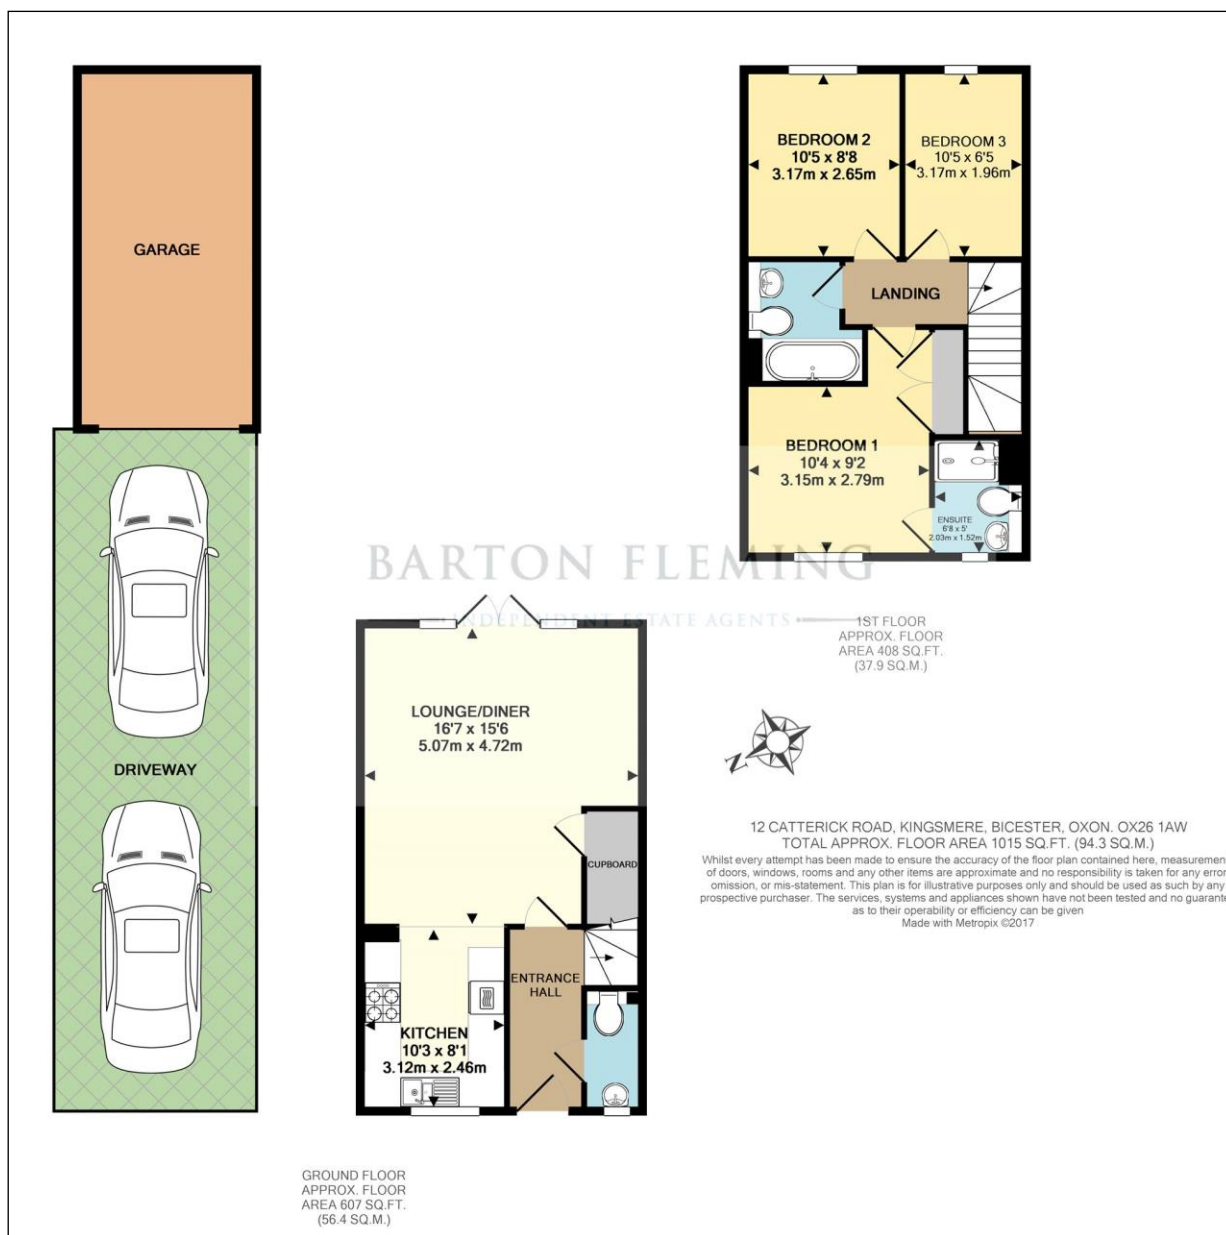 GARAGE
DRIVEWAY
BEDROOM 2
10'5 x 8'8
3.17m x 2.65m
BEDROOM 3
10'5 x 6'5
3.17m x 1.96m
LANDING
BEDROOM 1
10'4 x 9'2
3.15m x 2.79m
ENSUITE
6'8 x 5'
2.03m x 1.52m
BARTON FLEMING
INDEPENDENT ESTATE AGENTS
1ST FLOOR
APPROX. FLOOR
AREA 408 SQ.FT.
(37.9 SQ.M.)
LOUNGE/DINER
16'7 x 15'6
5.07m x 4.72m
CUPBOARD
ENTRANCE
HALL
KITCHEN
10'3 x 8'1
3.12m x 2.46m
N
12 CATTERICK ROAD, KINGSMERE, BICESTER, OXON. OX26 1AW
TOTAL APPROX. FLOOR AREA 1015 SQ.FT. (94.3 SQ.M.)
Whilst every attempt has been made to ensure the accuracy of the floor plan contained here, measuremen
of doors, windows, rooms and any other items are approximate and no responsibility is taken for any error
omission, or mis-statement. This plan is for illustrative purposes only and should be used as such by any
prospective purchaser. The services, systems and appliances shown have not been tested and no guarante
as to their operability or efficiency can be given
Made with Metropix ©2017
GROUND FLOOR
APPROX. FLOOR
AREA 607 SQ.FT.
(56.4 SQ.M.)